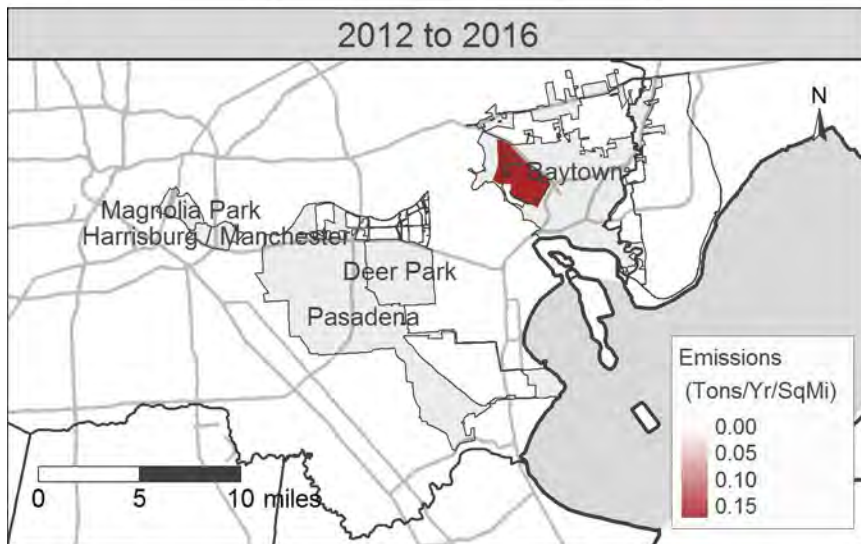 2012 to 2016
N
Baytown
Magnolia Park
Harrisburg Manchester
Deer Park
Pasadena
Emissions
(Tons/Yr/SqMi)
0.00
0.05
0.10
0.15
0 5 10 miles